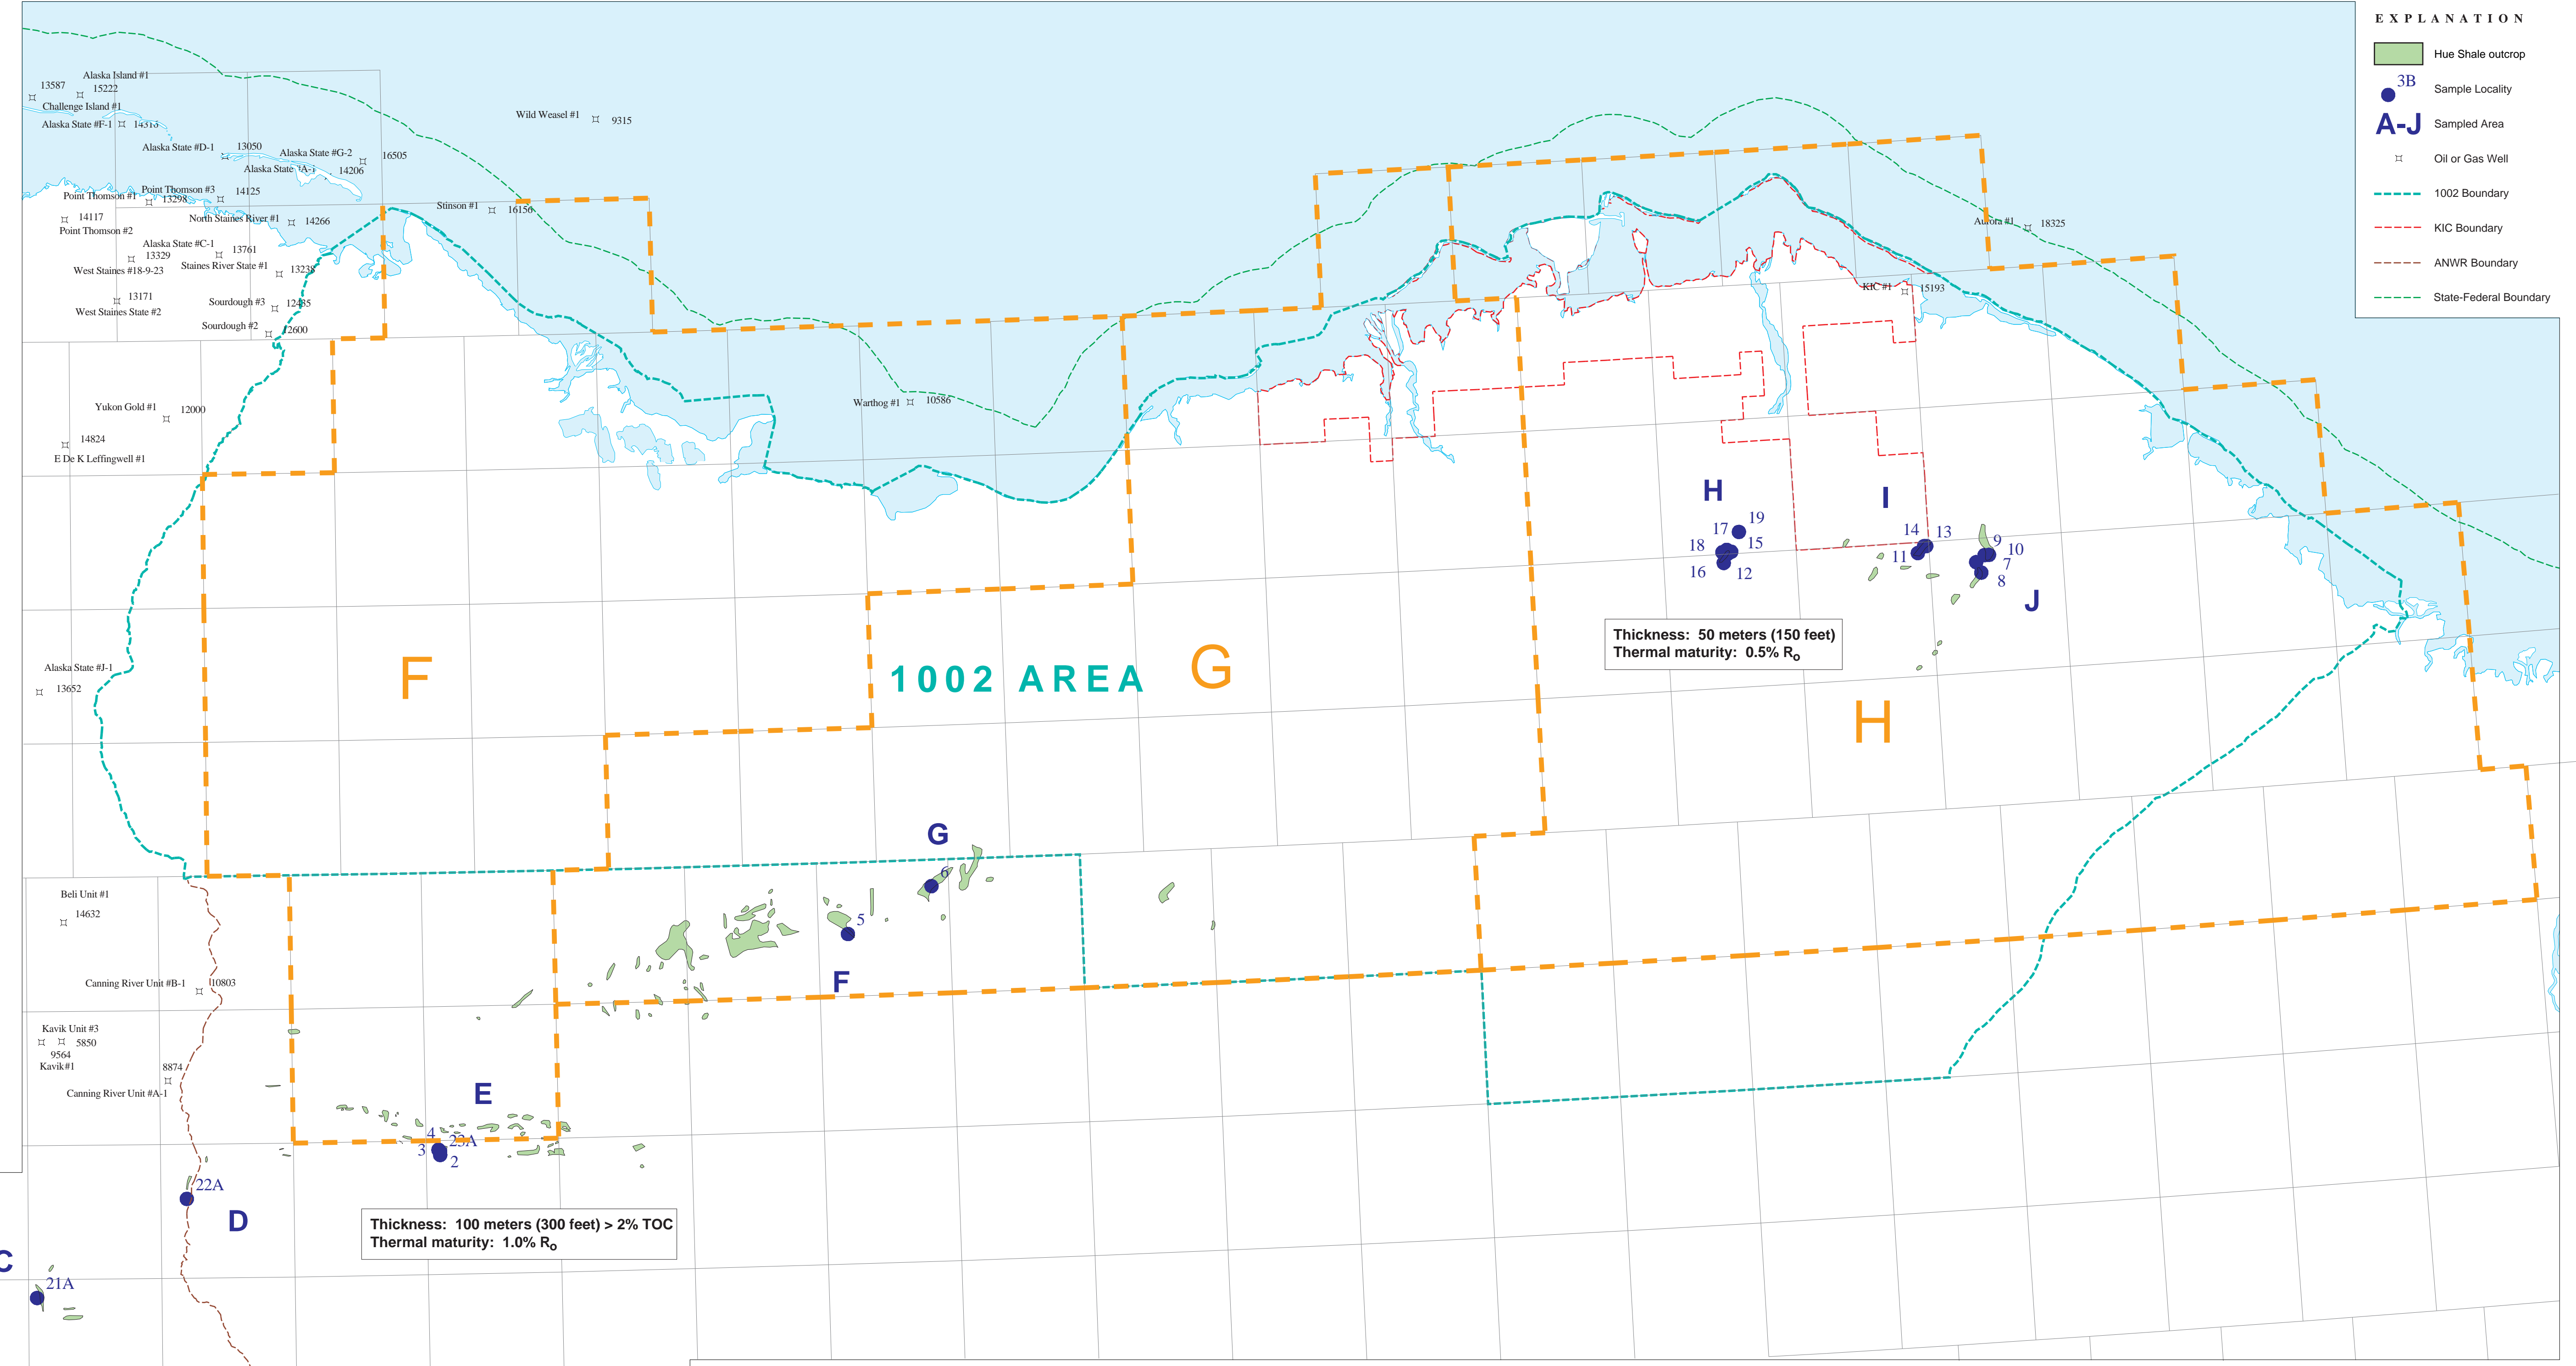 EXPLANATION
Hue Shale outcrop
3B
Sample Locality
A-J
Sampled Area
Oil or Gas Well
1002 Boundary
KIC Boundary
ANWR Boundary
State-Federal Boundary
Alaska Island #1
13587
15222
Challenge Island #1
Alaska State #F-1
Wild Weasel #1
9315
Alaska State #D-1
13050
Alaska State #G-2
16505
Alaska State #A-1
14206
Point Thomson #1
13298
Point Thomson #3
14125
Stinson #1
16156
14117
Point Thomson #2
North Staines River #1
14266
Alaska State #C-1
13761
13329
West Staines #18-9-23
Staines River State #1
13238
13171
West Staines State #2
Sourdough #3
12435
Sourdough #2
12600
Aurora #1
18325
KIC #1
15193
Yukon Gold #1
12000
Warthog #1
10586
14824
E De K Leffingwell #1
Alaska State #J-1
13652
F
1002 AREA
G
H
H
17
19
18
15
16
12
I
14
13
11
9
10
7
8
J
Thickness: 50 meters (150 feet)
Thermal maturity: 0.5% Ro
G
6
5
F
Beli Unit #1
14632
Canning River Unit #B-1
10803
Kavik Unit #3
5850
9564
Kavik#1
8874
Canning River Unit #A-1
E
4
23A
3
2
22A
D
Thickness: 100 meters (300 feet) > 2% TOC
Thermal maturity: 1.0% Ro
C
21A